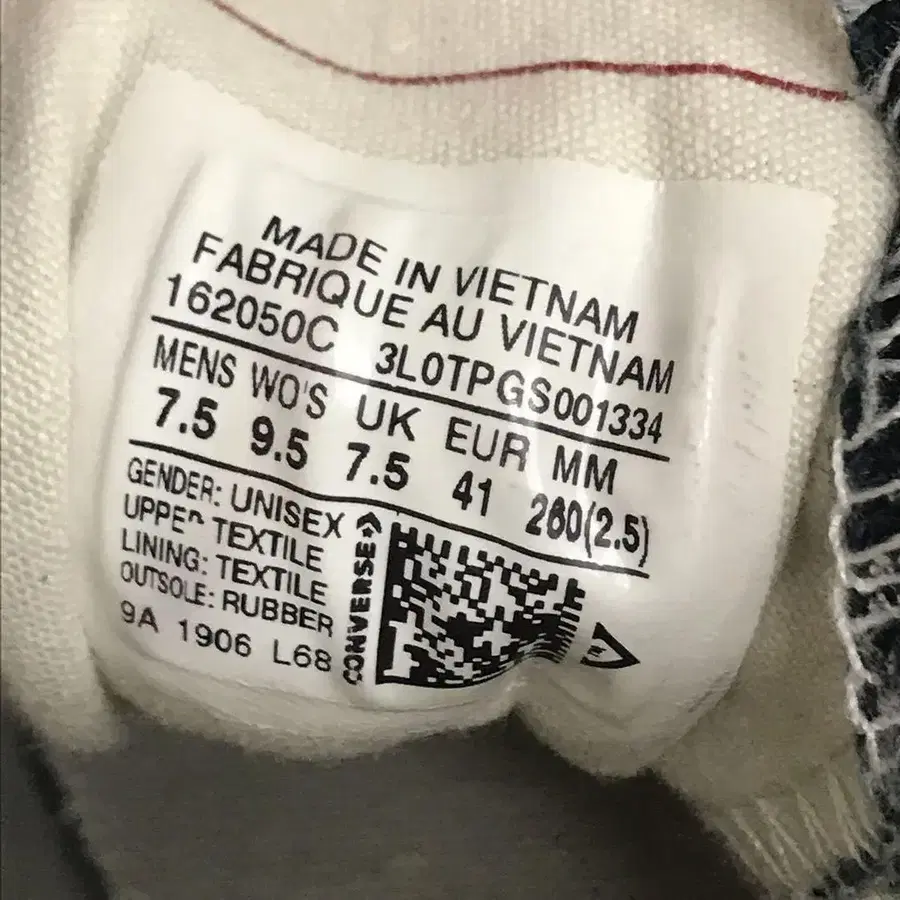 MADE IN VIETNAM
FABRIQUE AU VIETNAM
162050C 3L0TPGS001334
MENS WO'S UK EUR MM
7.5 9.5 7.5 41 260(2.5)
GENDER: UNISEX
UPPER TEXTILE
LINING: TEXTILE
OUTSOLE: RUBBER
9A 1906 L68
CONVERSE